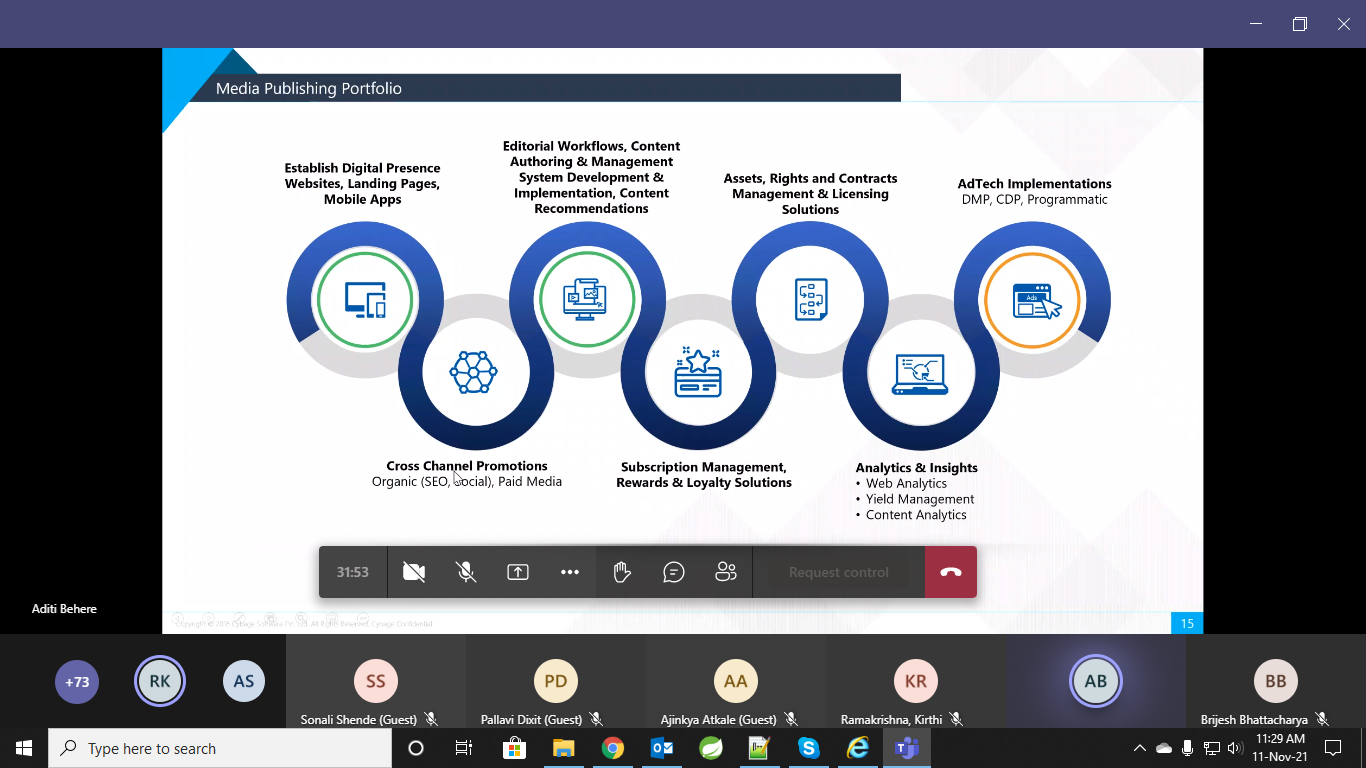 Media Publishing Portfolio
Establish Digital Presence
Websites, Landing Pages,
Mobile Apps
Editorial Workflows, Content
Authoring & Management
System Development &
Implementation, Content
Recommendations
Assets, Rights and Contracts
Management & Licensing
Solutions
AdTech Implementations
DMP, CDP, Programmatic
Ads
Cross Channel Promotions
Organic (SEO, Social), Paid Media
Subscription Management,
Rewards & Loyalty Solutions
Analytics & Insights
• Web Analytics
• Yield Management
• Content Analytics
31:53
Request control
Aditi Behere
Copyright © Cybage Software Pvt. Ltd. All Rights Reserved. Cybage Confidential
15
+73
RK
AS
SS
PD
AA
KR
AB
BB
Sonali Shende (Guest)
Pallavi Dixit (Guest)
Ajinkya Atkale (Guest)
Ramakrishna, Kirthi
Brijesh Bhattacharya
Type here to search
11:29 AM
11-Nov-21